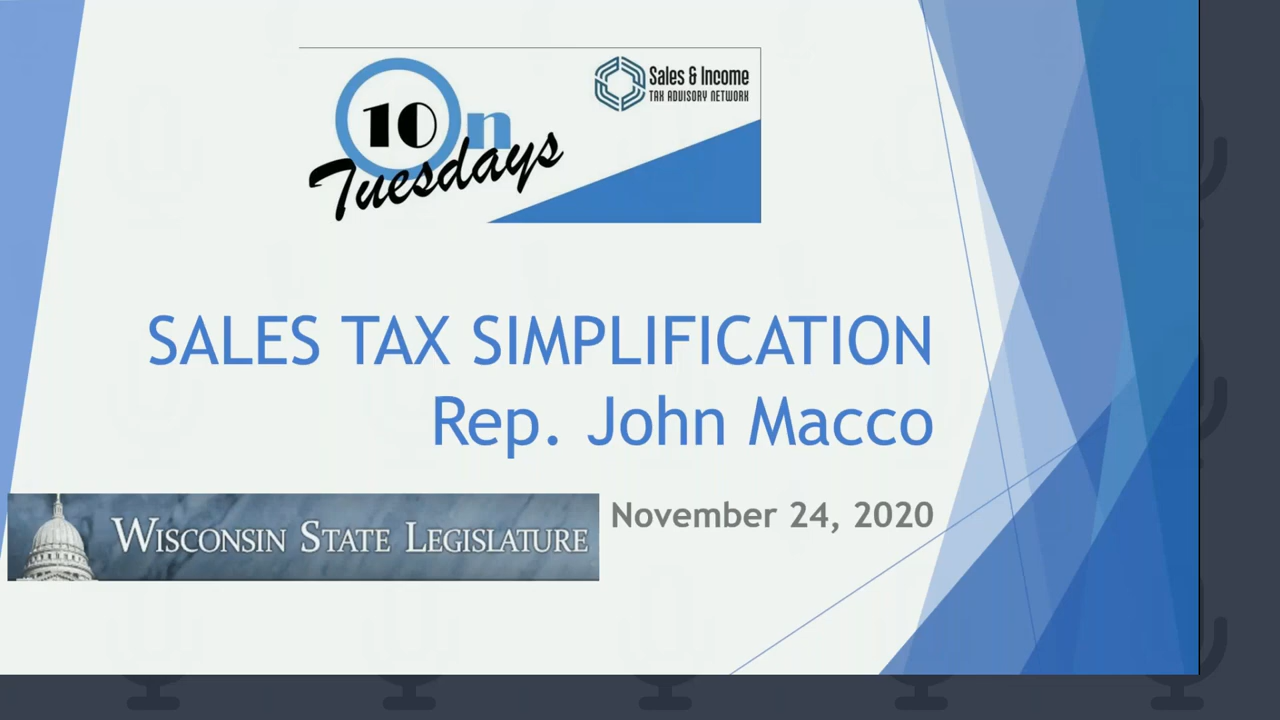 10 On
Tuesdays
Sales & Income
TAX ADVISORY NETWORK
SALES TAX SIMPLIFICATION
Rep. John Macco
WISCONSIN STATE LEGISLATURE
November 24, 2020